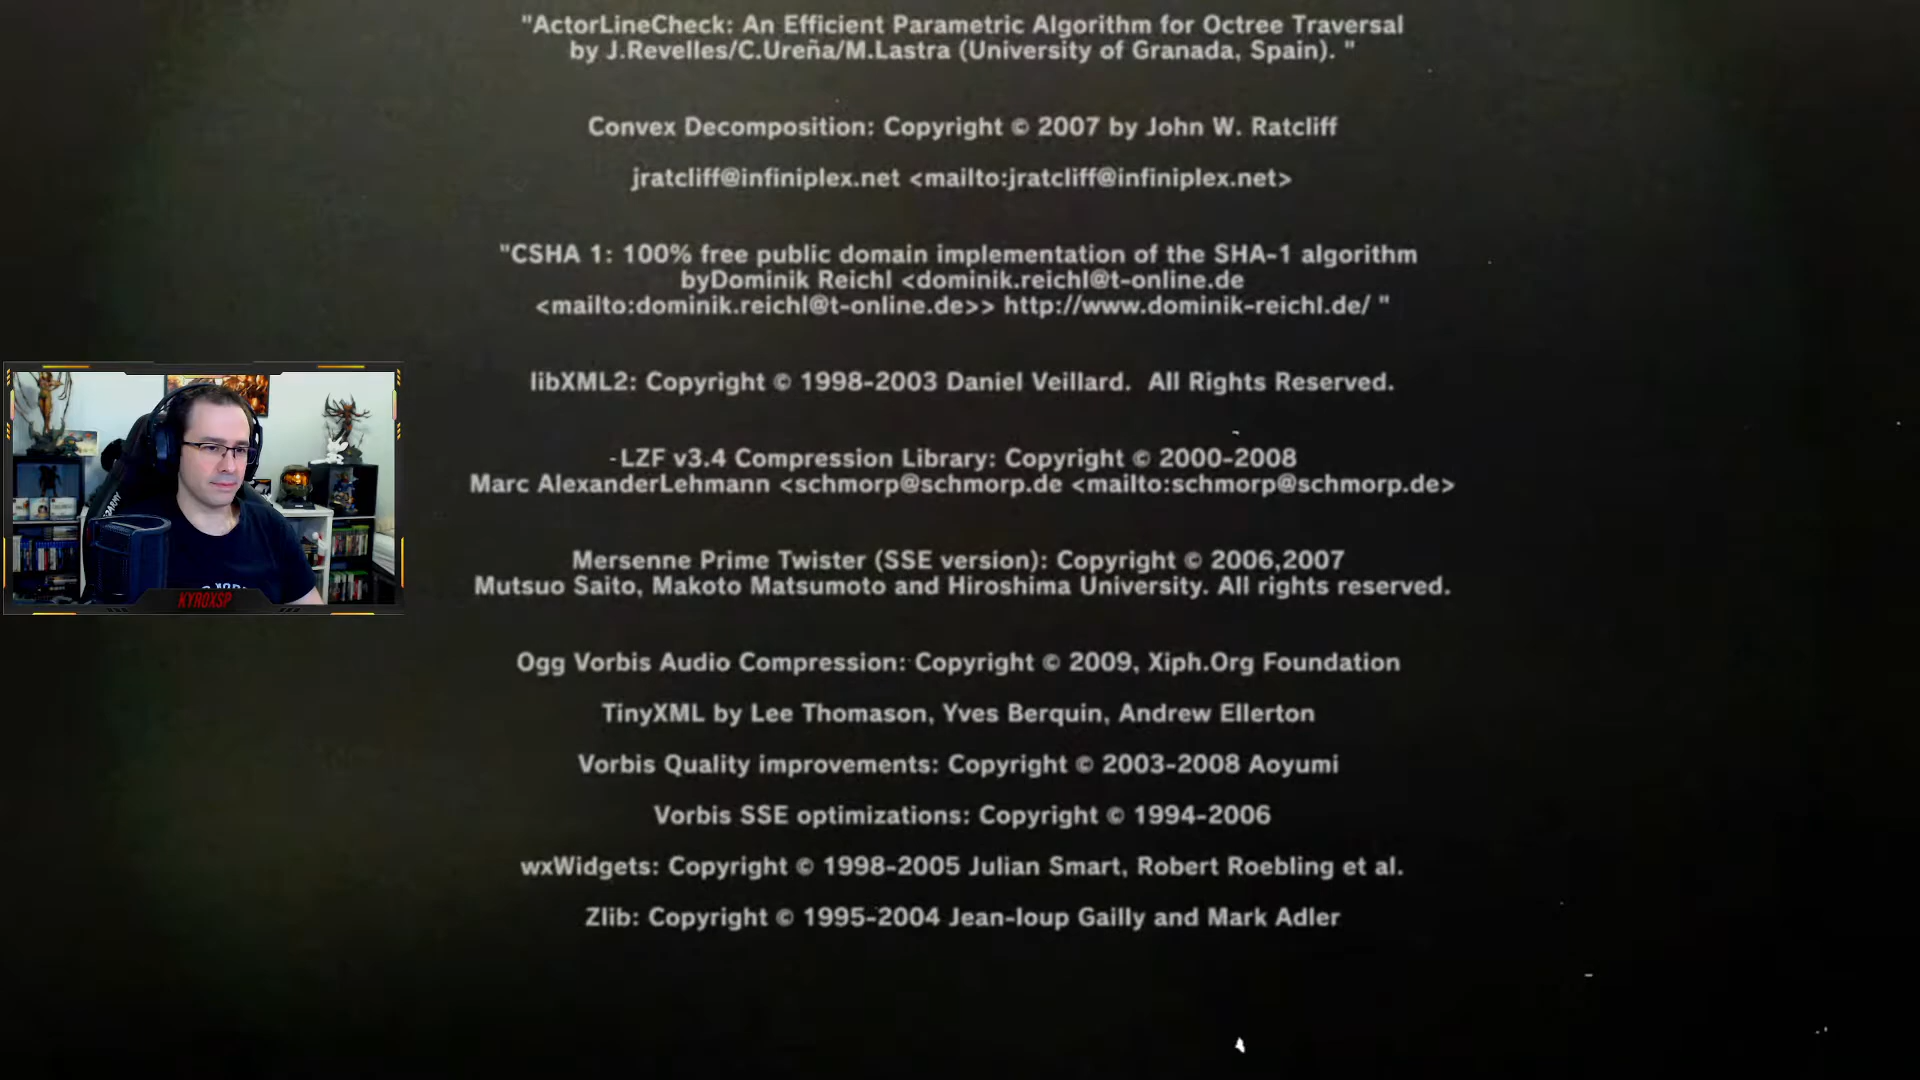 "ActorLineCheck: An Efficient Parametric Algorithm for Octree Traversal
by J.Revelles/C.Ureña/M.Lastra (University of Granada, Spain). "
Convex Decomposition: Copyright © 2007 by John W. Ratcliff
jratcliff@infiniplex.net <mailto:jratcliff@infiniplex.net>
"CSHA 1: 100% free public domain implementation of the SHA-1 algorithm
byDominik Reichl <dominik.reichl@t-online.de
<mailto:dominik.reichl@t-online.de>> http://www.dominik-reichl.de/ "
libXML2: Copyright © 1998-2003 Daniel Veillard.  All Rights Reserved.
-LZF v3.4 Compression Library: Copyright © 2000-2008
Marc AlexanderLehmann <schmorp@schmorp.de <mailto:schmorp@schmorp.de>
Mersenne Prime Twister (SSE version): Copyright © 2006,2007
Mutsuo Saito, Makoto Matsumoto and Hiroshima University. All rights reserved.
KYROXSP
Ogg Vorbis Audio Compression: Copyright © 2009, Xiph.Org Foundation
TinyXML by Lee Thomason, Yves Berquin, Andrew Ellerton
Vorbis Quality improvements: Copyright © 2003-2008 Aoyumi
Vorbis SSE optimizations: Copyright © 1994-2006
wxWidgets: Copyright © 1998-2005 Julian Smart, Robert Roebling et al.
Zlib: Copyright © 1995-2004 Jean-loup Gailly and Mark Adler